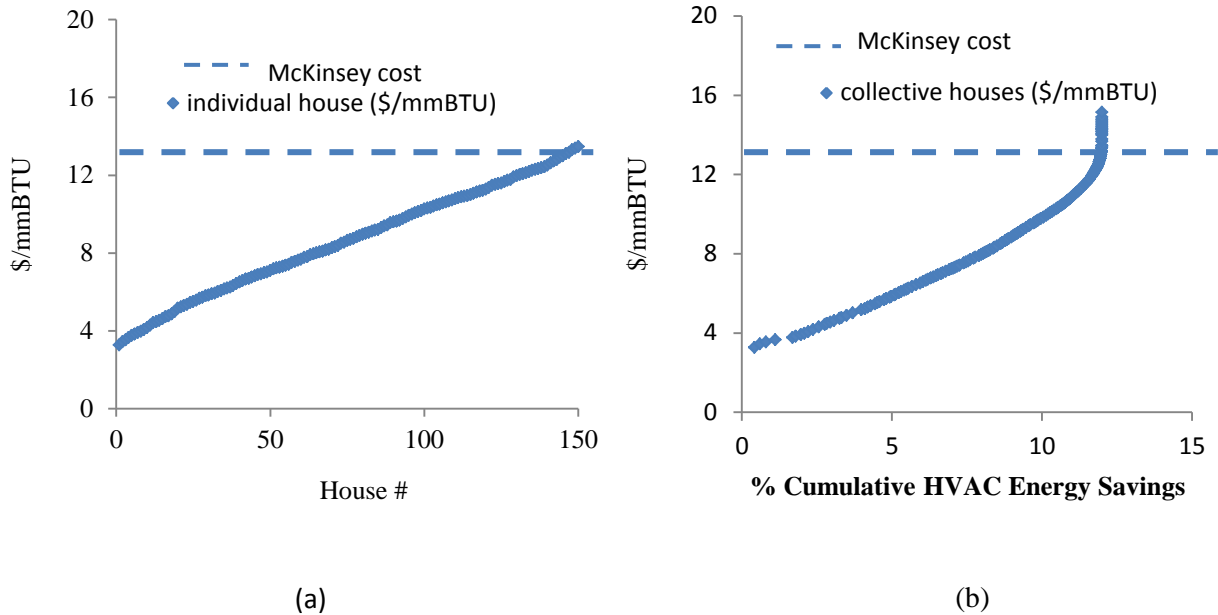 20
16
12
8
4
0
$/mmBTU
McKinsey cost
individual house ($/mmBTU)
0 50 100 150
House #
(a)
20
16
12
8
4
0
$/mmBTU
McKinsey cost
collective houses ($/mmBTU)
0 5 10 15
% Cumulative HVAC Energy Savings
(b)